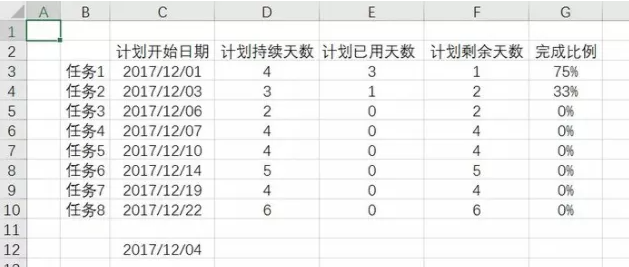 A B C D E F G
1
2 计划开始日期 计划持续天数 计划已用天数 计划剩余天数 完成比例
3 任务1 2017/12/01 4 3 1 75%
4 任务2 2017/12/03 3 1 2 33%
5 任务3 2017/12/06 2 0 2 0%
6 任务4 2017/12/07 4 0 4 0%
7 任务5 2017/12/10 4 0 4 0%
8 任务6 2017/12/14 5 0 5 0%
9 任务7 2017/12/19 4 0 4 0%
10 任务8 2017/12/22 6 0 6 0%
11
12 2017/12/04